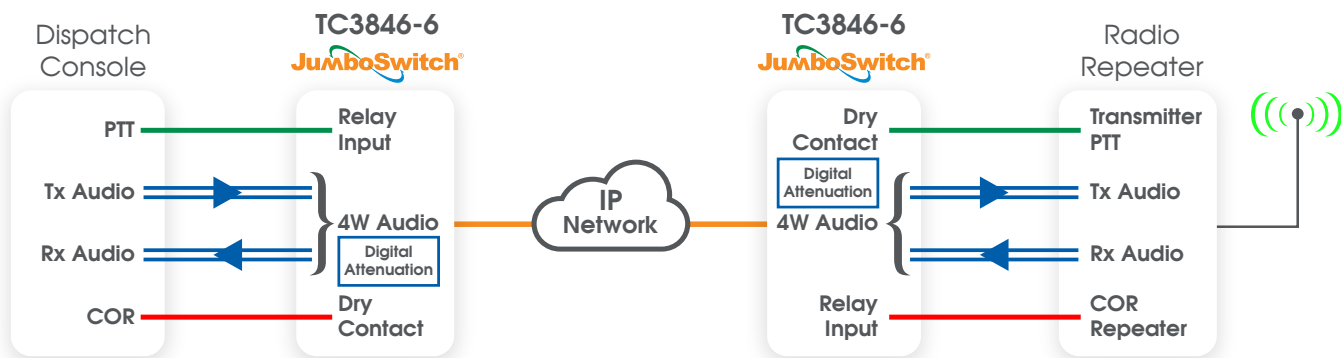 Dispatch
Console
PTT
Tx Audio
Rx Audio
COR
TC3846-6
JumboSwitch®
Relay
Input
4W Audio
Digital
Attenuation
Dry
Contact
IP
Network
TC3846-6
JumboSwitch®
Dry
Contact
Digital
Attenuation
4W Audio
Relay
Input
Radio
Repeater
Transmitter
PTT
Tx Audio
Rx Audio
COR
Repeater